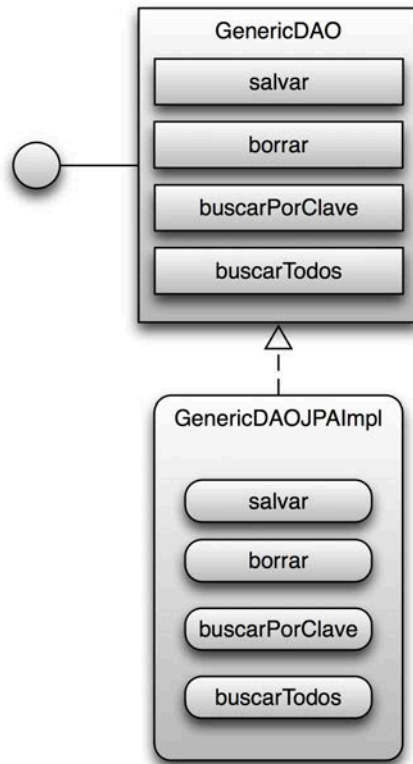 GenericDAO
salvar
borrar
buscarPorClave
buscarTodos
GenericDAOJPAImpl
salvar
borrar
buscarPorClave
buscarTodos